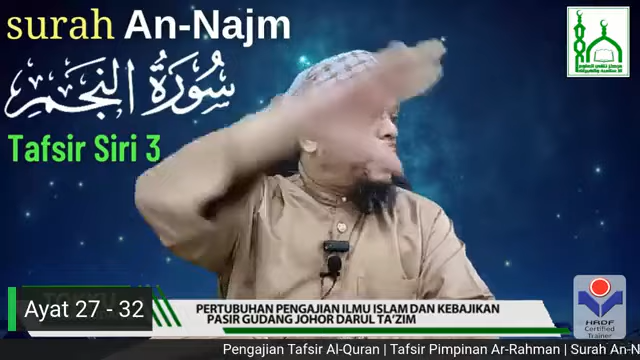 surah An-Najm
سُورَةُ النَّجْمِ
Tafsir Siri 3
Ayat 27 - 32
PERTUBUHAN PENGAJIAN ILMU ISLAM DAN KEBAJIKAN
PASIR GUDANG JOHOR DARUL TA'ZIM
HRDF
Certified
Trainer
Pengajian Tafsir Al-Quran | Tafsir Pimpinan Ar-Rahman | Surah An-N